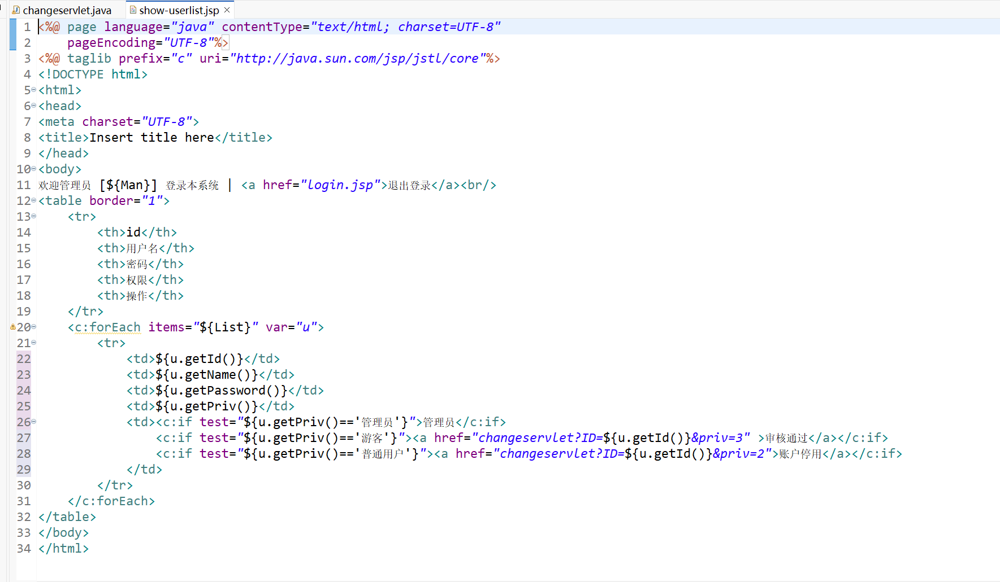 changeservlet.java show-userlist.jsp
1 <%@ page language="java" contentType="text/html; charset=UTF-8"
2     pageEncoding="UTF-8"%>
3 <%@ taglib prefix="c" uri="http://java.sun.com/jsp/jstl/core"%>
4 <!DOCTYPE html>
5 <html>
6 <head>
7 <meta charset="UTF-8">
8 <title>Insert title here</title>
9 </head>
10 <body>
11 欢迎管理员 [${Man}] 登录本系统 | <a href="login.jsp">退出登录</a><br/>
12 <table border="1">
13     <tr>
14         <th>id</th>
15         <th>用户名</th>
16         <th>密码</th>
17         <th>权限</th>
18         <th>操作</th>
19     </tr>
20     <c:forEach items="${List}" var="u">
21         <tr>
22             <td>${u.getId()}</td>
23             <td>${u.getName()}</td>
24             <td>${u.getPassword()}</td>
25             <td>${u.getPriv()}</td>
26             <td><c:if test="${u.getPriv()=='管理员'}">管理员</c:if>
27                 <c:if test="${u.getPriv()=='游客'}"><a href="changeservlet?ID=${u.getId()}&priv=3" >审核通过</a></c:if>
28                 <c:if test="${u.getPriv()=='普通用户'}"><a href="changeservlet?ID=${u.getId()}&priv=2">账户停用</a></c:if>
29             </td>
30         </tr>
31     </c:forEach>
32 </table>
33 </body>
34 </html>